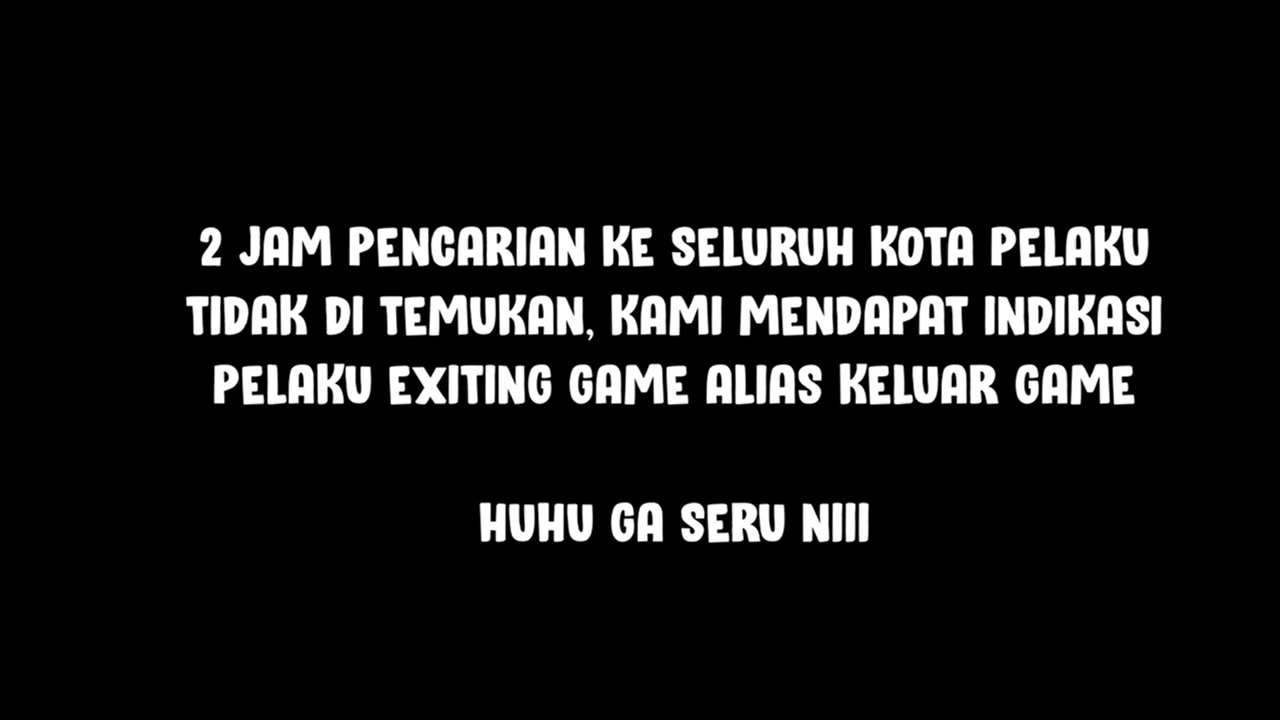 2 JAM PENCARIAN KE SELURUH KOTA PELAKU
TIDAK DI TEMUKAN, KAMI MENDAPAT INDIKASI
PELAKU EXITING GAME ALIAS KELUAR GAME
HUHU GA SERU NIII